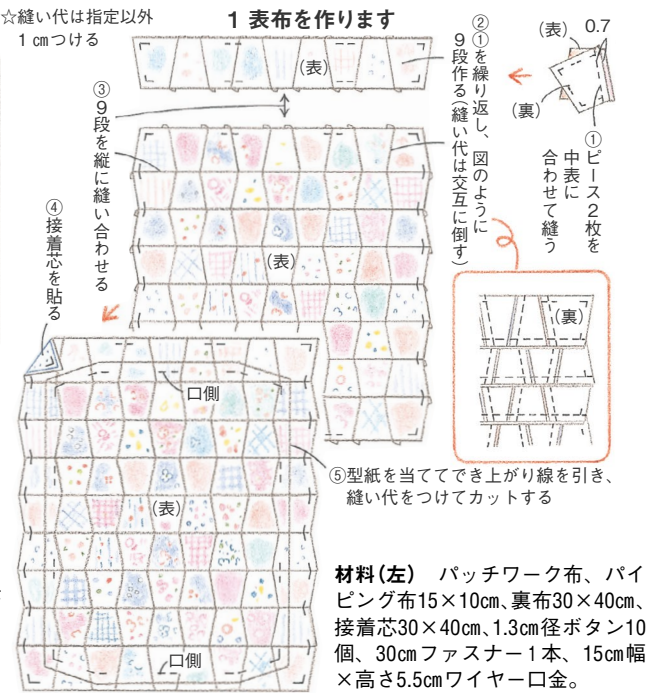 ☆縫い代は指定以外
1㎝つける
1 表布を作ります
(表)
0.7
(表)
(裏)
①ピース2枚を
中表に
合わせて縫う
②①を繰り返し、図のように
9段作る(縫い代は交互に倒す)
③9段を縦に縫い合わせる
(表)
(裏)
④接着芯を貼る
口側
(表)
口側
⑤型紙を当ててでき上がり線を引き、
縫い代をつけてカットする
材料(左) パッチワーク布、パイ
ピング布15×10㎝、裏布30×40㎝、
接着芯30×40㎝、1.3㎝径ボタン10
個、30㎝ファスナー1本、15㎝幅
×高さ5.5㎝ワイヤー口金。